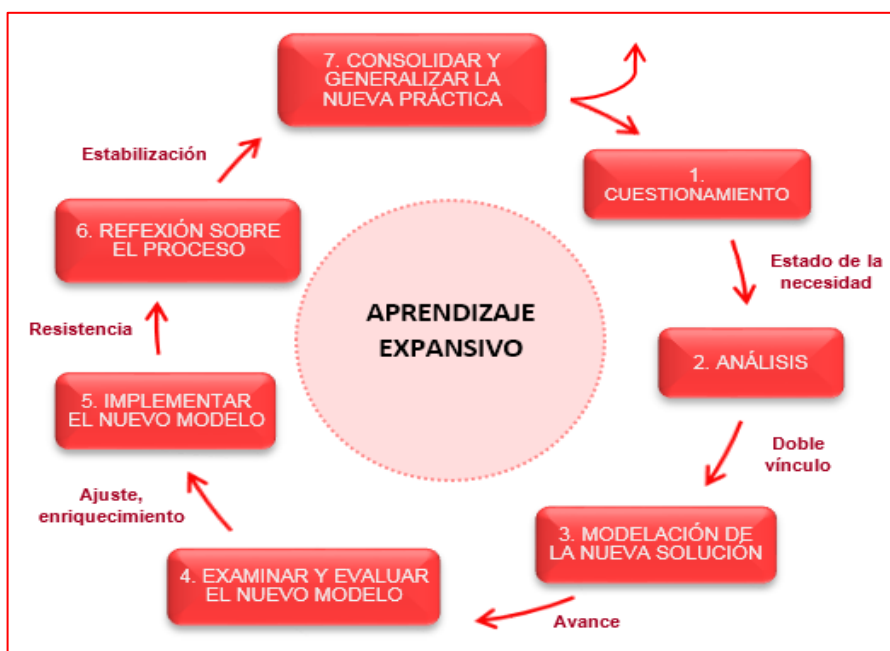 7. CONSOLIDAR Y
GENERALIZAR LA
NUEVA PRÁCTICA
1.
CUESTIONAMIENTO
Estado de la
necesidad
2. ANÁLISIS
Doble
vínculo
3. MODELACIÓN DE
LA NUEVA SOLUCIÓN
Avance
4. EXAMINAR Y EVALUAR
EL NUEVO MODELO
Ajuste,
enriquecimiento
5. IMPLEMENTAR
EL NUEVO MODELO
Resistencia
6. REFEXIÓN SOBRE
EL PROCESO
Estabilización
APRENDIZAJE
EXPANSIVO